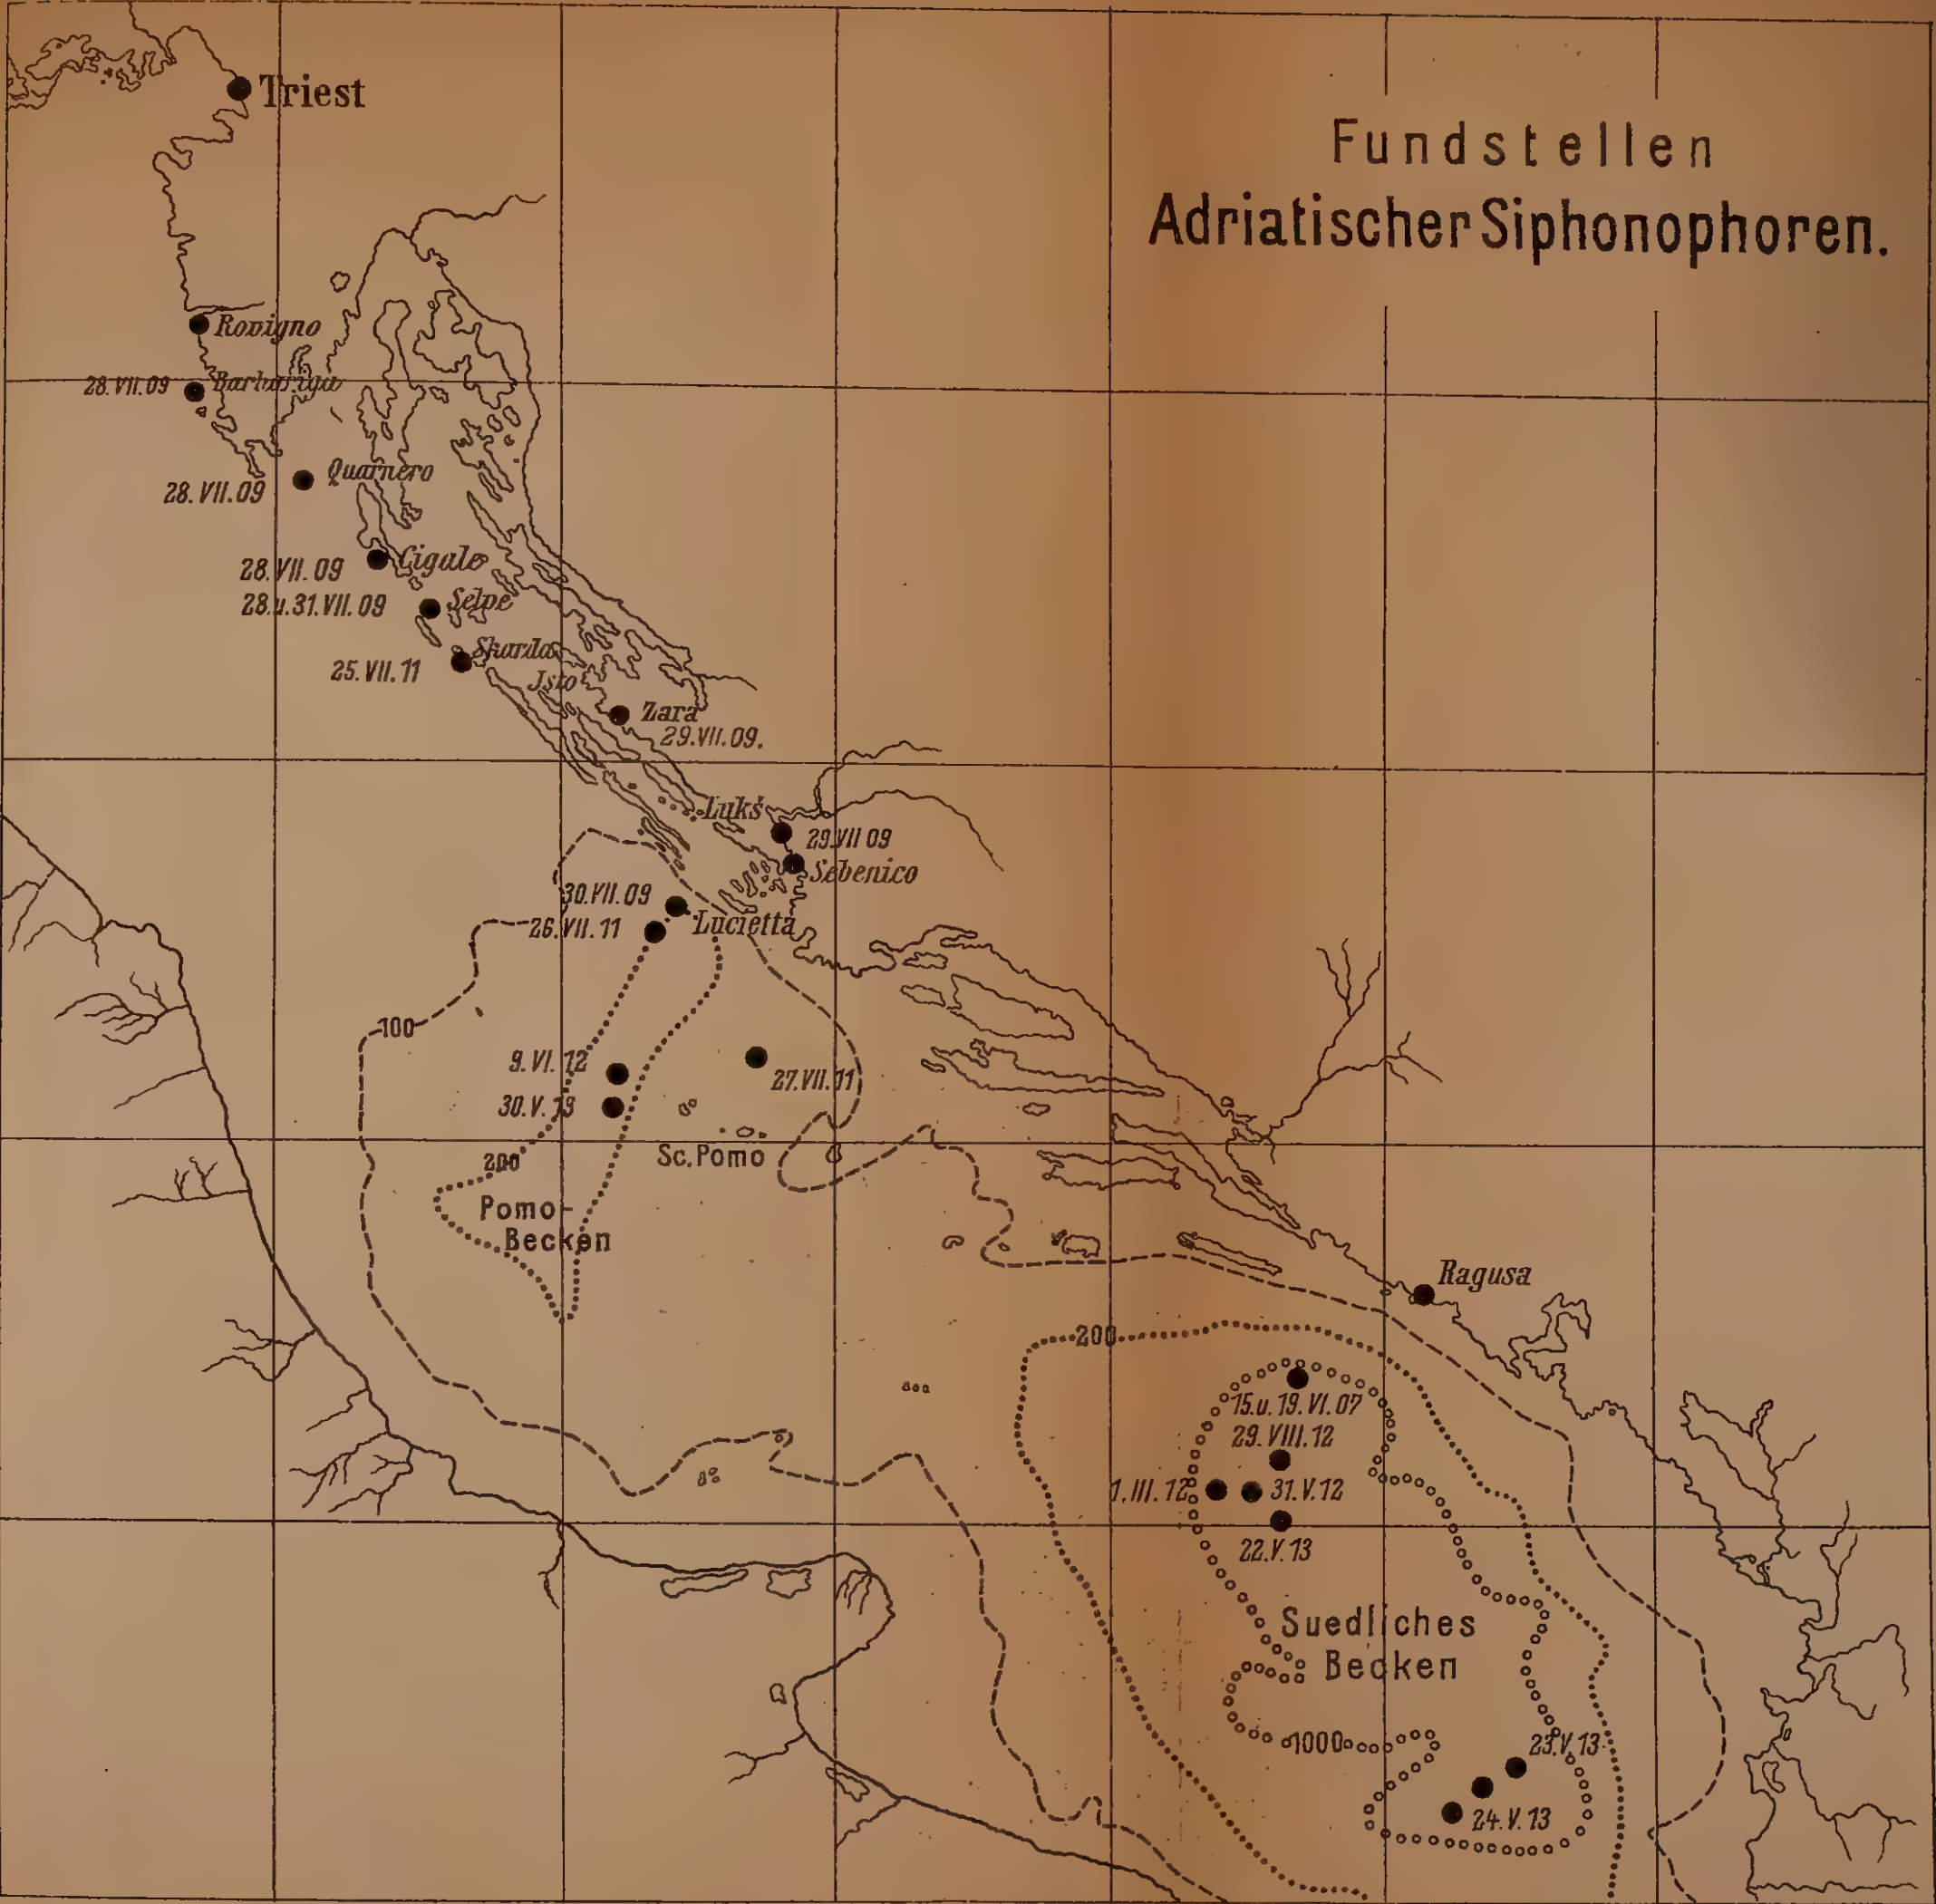 Fundstellen
Adriatischer Siphonophoren.
Triest
Rovigno
28.VII.09 Barbariga
Quarnero
28.VII.09
Cigale
28.VII.09
Selve
28.u.31.VII.09
Skarda
25.VII.11
Jsto
Zara
29.VII.09.
Lukš
29.VII 09
Sebenico
30.VII.09
26.VII.11
Lucietta
100
9.VI.12
27.VII.11
30.V.13
200
Sc.Pomo
Pomo-
Becken
Ragusa
200
15.u.19.VI.07
29.VIII.12
1.III.12
31.V.12
22.V.13
Suedliches
Becken
1000
23.V.13
24.V.13